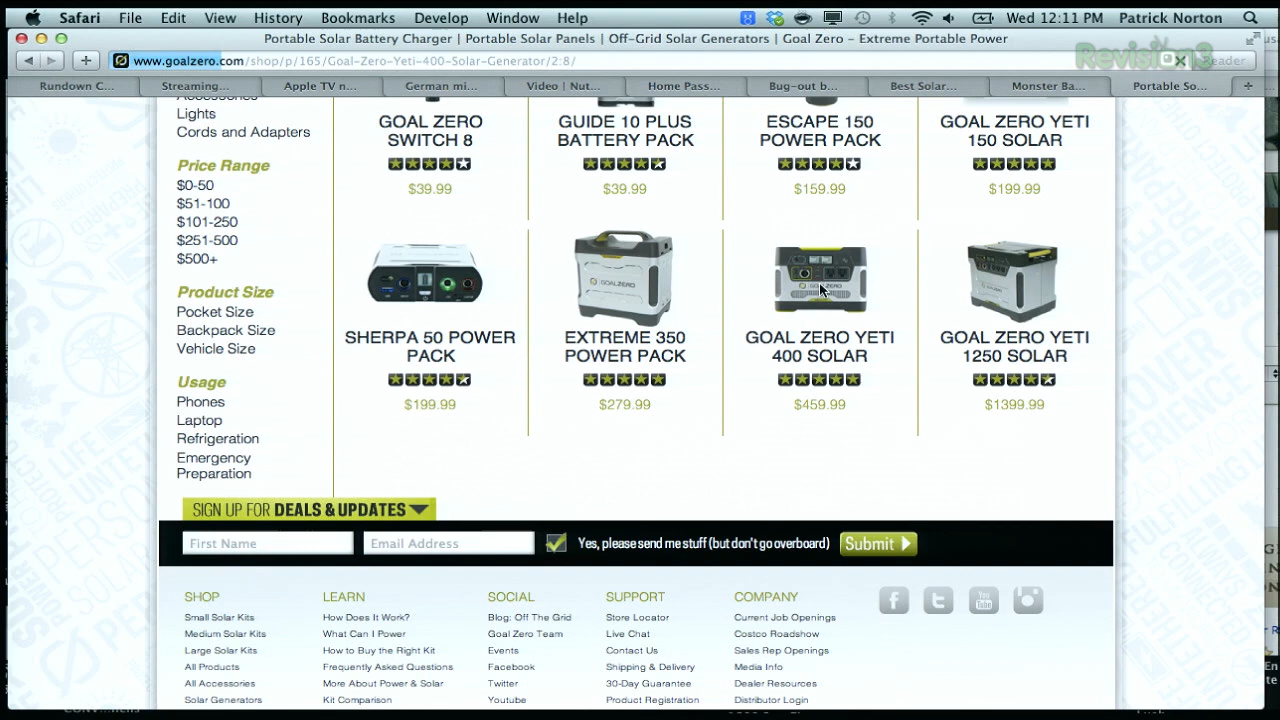 Safari File Edit View History Bookmarks Develop Window Help Wed 12:11 PM Patrick Norton
Portable Solar Battery Charger | Portable Solar Panels | Off-Grid Solar Generators | Goal Zero – Extreme Portable Power
www.goalzero.com/shop/p/165/Goal-Zero-Yeti-400-Solar-Generator/2:8/
Reader
Revision3
Rundown C... Streaming... Apple TV n... German mi... Video | Nut... Home Pass... Bug-out b... Best Solar... Monster Ba... Portable So...
Accessories
Lights
Cords and Adapters
Price Range
$0-50
$51-100
$101-250
$251-500
$500+
Product Size
Pocket Size
Backpack Size
Vehicle Size
Usage
Phones
Laptop
Refrigeration
Emergency
Preparation
GOAL ZERO
SWITCH 8
$39.99
GUIDE 10 PLUS
BATTERY PACK
$39.99
ESCAPE 150
POWER PACK
$159.99
GOAL ZERO YETI
150 SOLAR
$199.99
SHERPA 50 POWER
PACK
$199.99
GOALZERO
EXTREME 350
POWER PACK
$279.99
GOALZERO
GOAL ZERO YETI
400 SOLAR
$459.99
GOAL ZERO YETI
1250 SOLAR
$1399.99
SIGN UP FOR DEALS & UPDATES
First Name
Email Address
Yes, please send me stuff (but don't go overboard)
Submit
SHOP
Small Solar Kits
Medium Solar Kits
Large Solar Kits
All Products
All Accessories
Solar Generators
LEARN
How Does It Work?
What Can I Power
How to Buy the Right Kit
Frequently Asked Questions
More About Power & Solar
Kit Comparison
SOCIAL
Blog: Off The Grid
Goal Zero Team
Events
Facebook
Twitter
Youtube
SUPPORT
Store Locator
Live Chat
Contact Us
Shipping & Delivery
30-Day Guarantee
Product Registration
COMPANY
Current Job Openings
Costco Roadshow
Sales Rep Openings
Media Info
Dealer Resources
Distributor Login